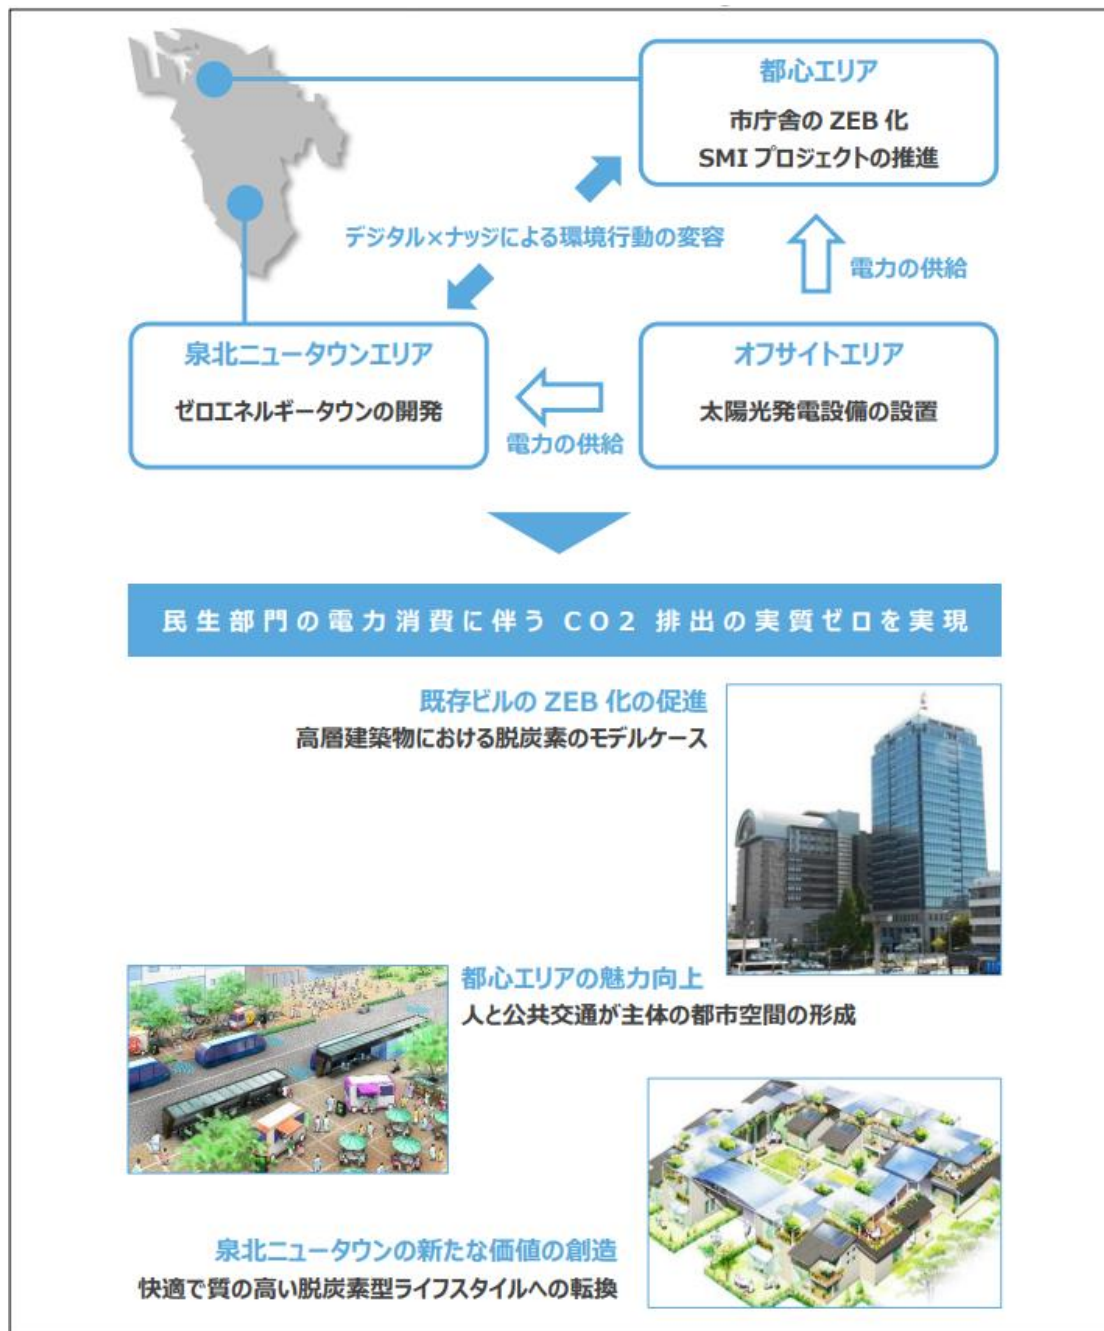 都心エリア
市庁舎の ZEB 化
SMI プロジェクトの推進
デジタル×ナッジによる環境行動の変容
電力の供給
泉北ニュータウンエリア
ゼロエネルギータウンの開発
電力の供給
オフサイトエリア
太陽光発電設備の設置
民生部門の電力消費に伴う CO2 排出の実質ゼロを実現
既存ビルの ZEB 化の促進
高層建築物における脱炭素のモデルケース
都心エリアの魅力向上
人と公共交通が主体の都市空間の形成
泉北ニュータウンの新たな価値の創造
快適で質の高い脱炭素型ライフスタイルへの転換